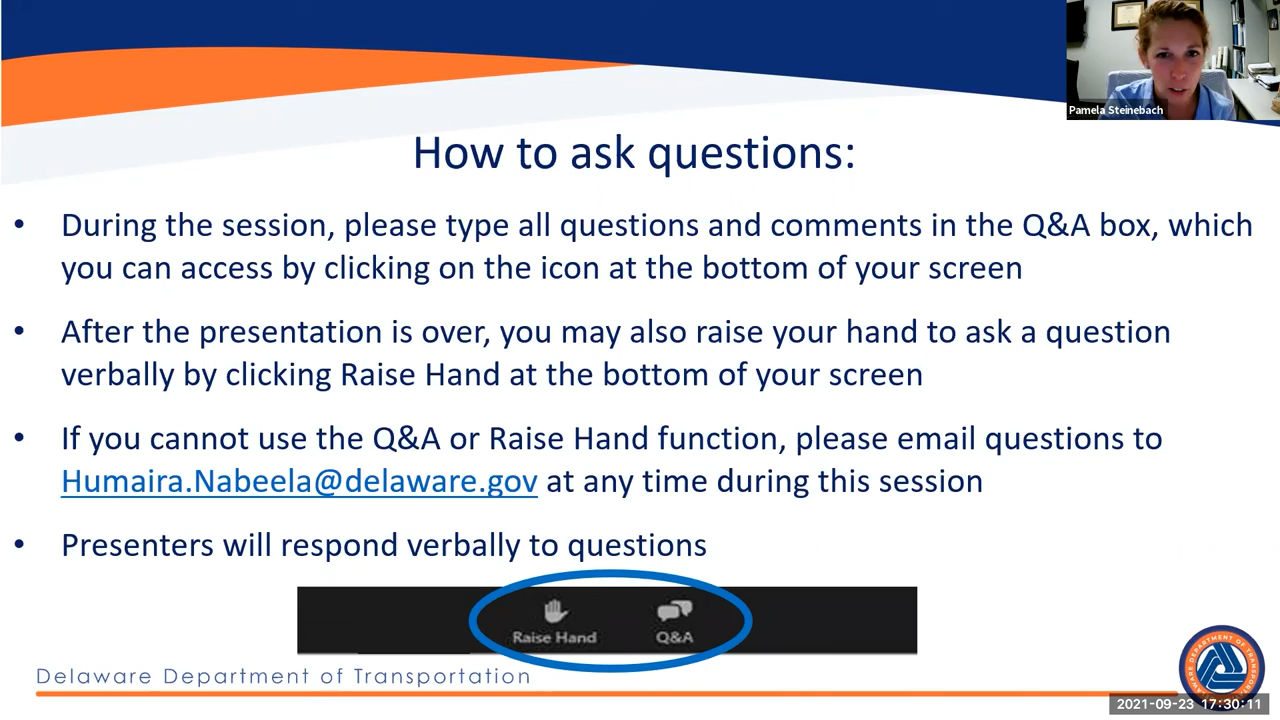 Pamela Steinebach
How to ask questions:
• During the session, please type all questions and comments in the Q&A box, which
you can access by clicking on the icon at the bottom of your screen
• After the presentation is over, you may also raise your hand to ask a question
verbally by clicking Raise Hand at the bottom of your screen
• If you cannot use the Q&A or Raise Hand function, please email questions to
Humaira.Nabeela@delaware.gov at any time during this session
• Presenters will respond verbally to questions
Raise Hand Q&A
Delaware Department of Transportation
2021-09-23 17:30:11